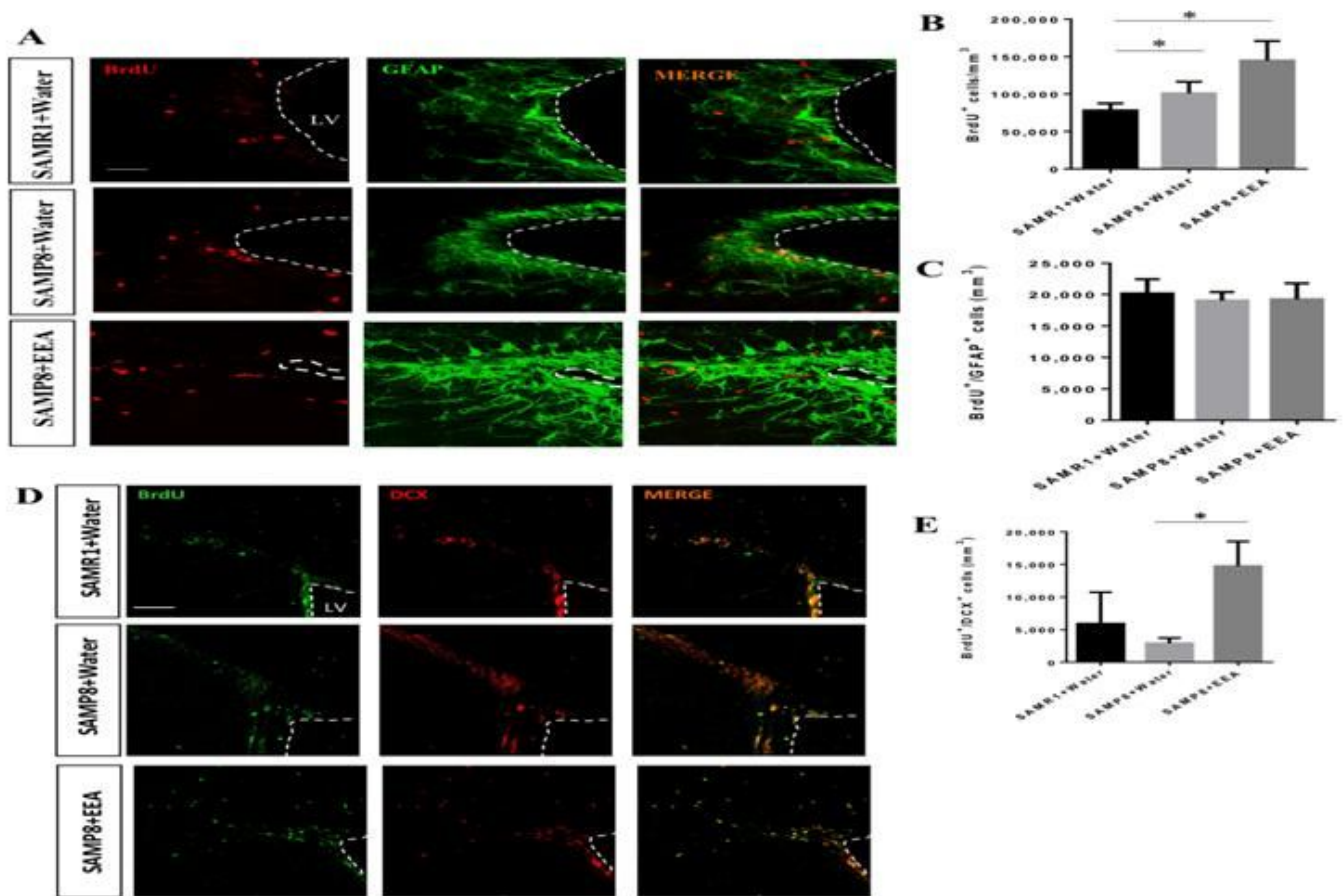 A
BrdU
GFAP
MERGE
SAMR1+Water
LV
SAMP8+Water
SAMP8+EEA
B
BrdU+ cells/mm3
200,000
150,000
100,000
50,000
0
*
*
SAMR1+Water
SAMP8+Water
SAMP8+EEA
C
BrdU+/GFAP+ cells (mm3)
25,000
20,000
15,000
10,000
5,000
0
SAMR1+Water
SAMP8+Water
SAMP8+EEA
D
BrdU
DCX
MERGE
SAMR1+Water
LV
SAMP8+Water
SAMP8+EEA
E
BrdU+/DCX+ cells (mm3)
20,000
15,000
10,000
5,000
0
*
SAMR1+Water
SAMP8+Water
SAMP8+EEA